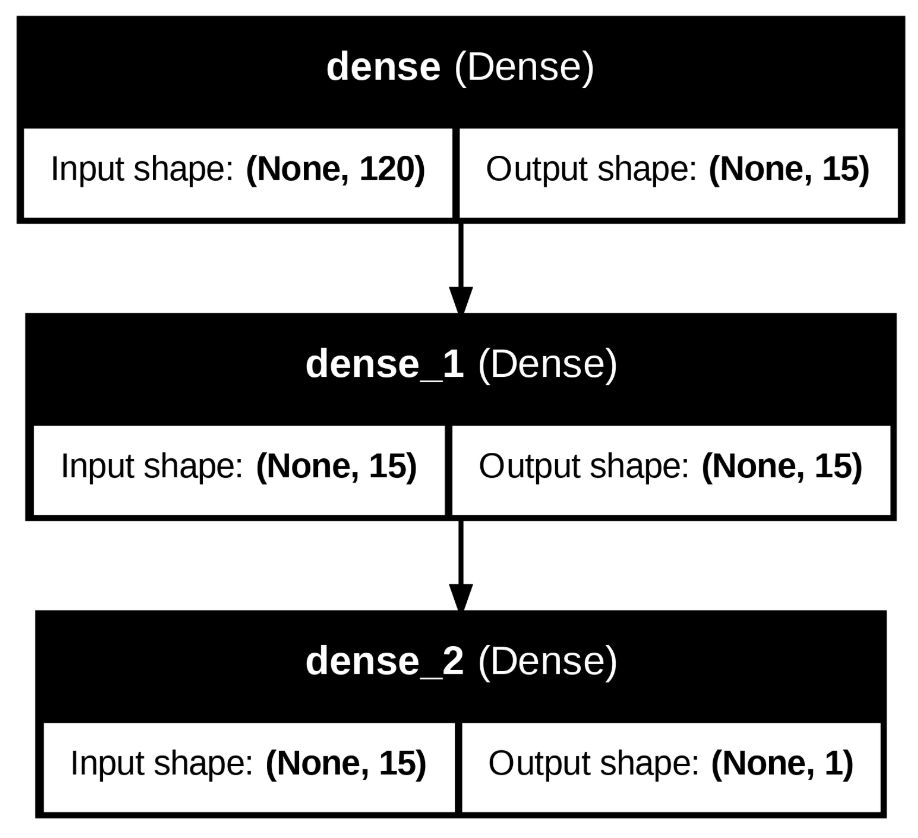 dense (Dense)
Input shape: (None, 120) Output shape: (None, 15)
dense_1 (Dense)
Input shape: (None, 15) Output shape: (None, 15)
dense_2 (Dense)
Input shape: (None, 15) Output shape: (None, 1)